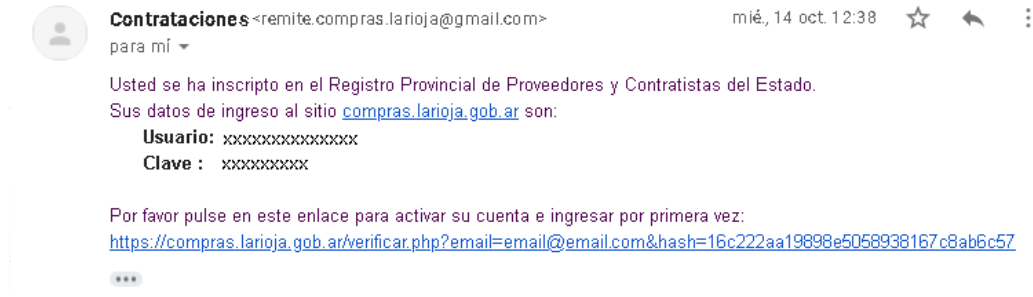 Contrataciones <remite.compras.larioja@gmail.com> mié., 14 oct. 12:38
para mí
Usted se ha inscripto en el Registro Provincial de Proveedores y Contratistas del Estado.
Sus datos de ingreso al sitio compras.larioja.gob.ar son:
Usuario: xxxxxxxxxxxxxx
Clave : xxxxxxxxx
Por favor pulse en este enlace para activar su cuenta e ingresar por primera vez:
https://compras.larioja.gob.ar/verificar.php?email=email@email.com&hash=16c222aa19898e5058938167c8ab6c57